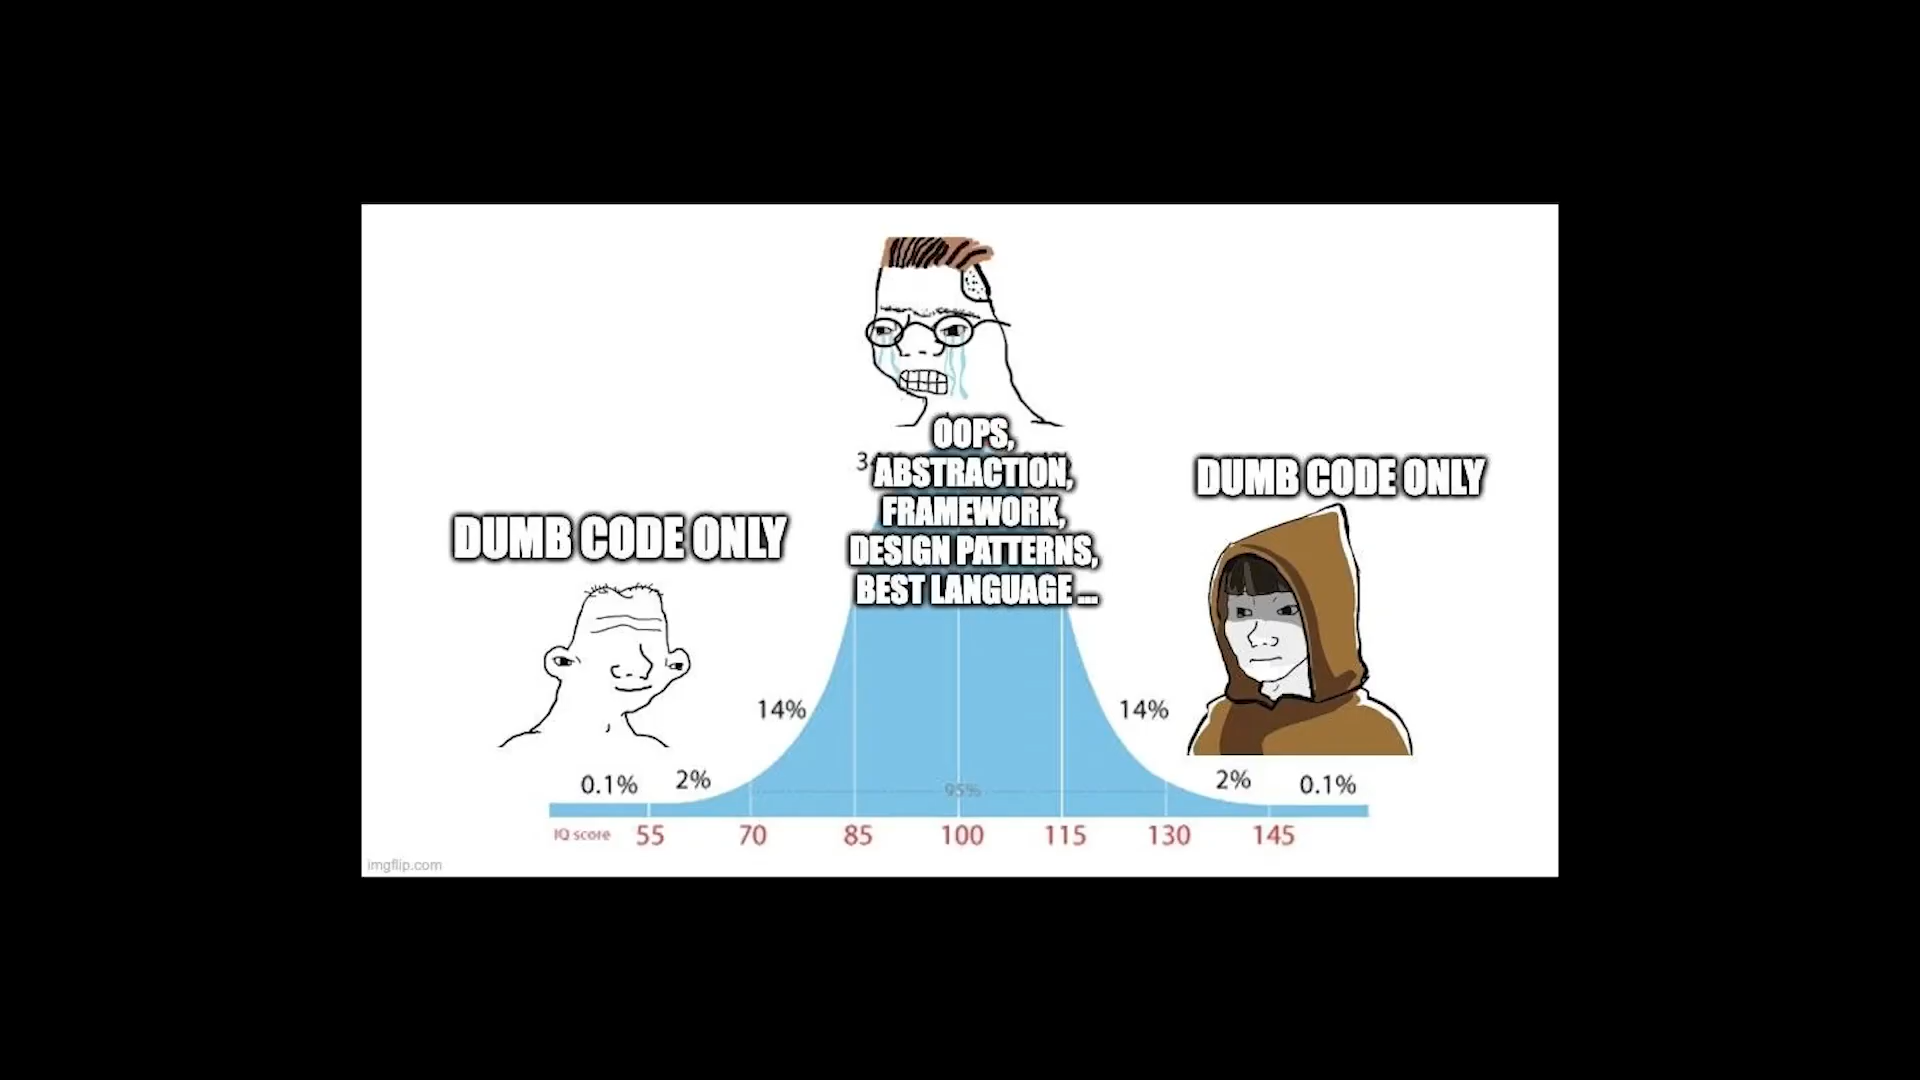 OOPS,
ABSTRACTION,
FRAMEWORK,
DESIGN PATTERNS,
BEST LANGUAGE ...
DUMB CODE ONLY
DUMB CODE ONLY
14%
14%
0.1%
2%
95%
2%
0.1%
IQ score
55
70
85
100
115
130
145
imgflip.com